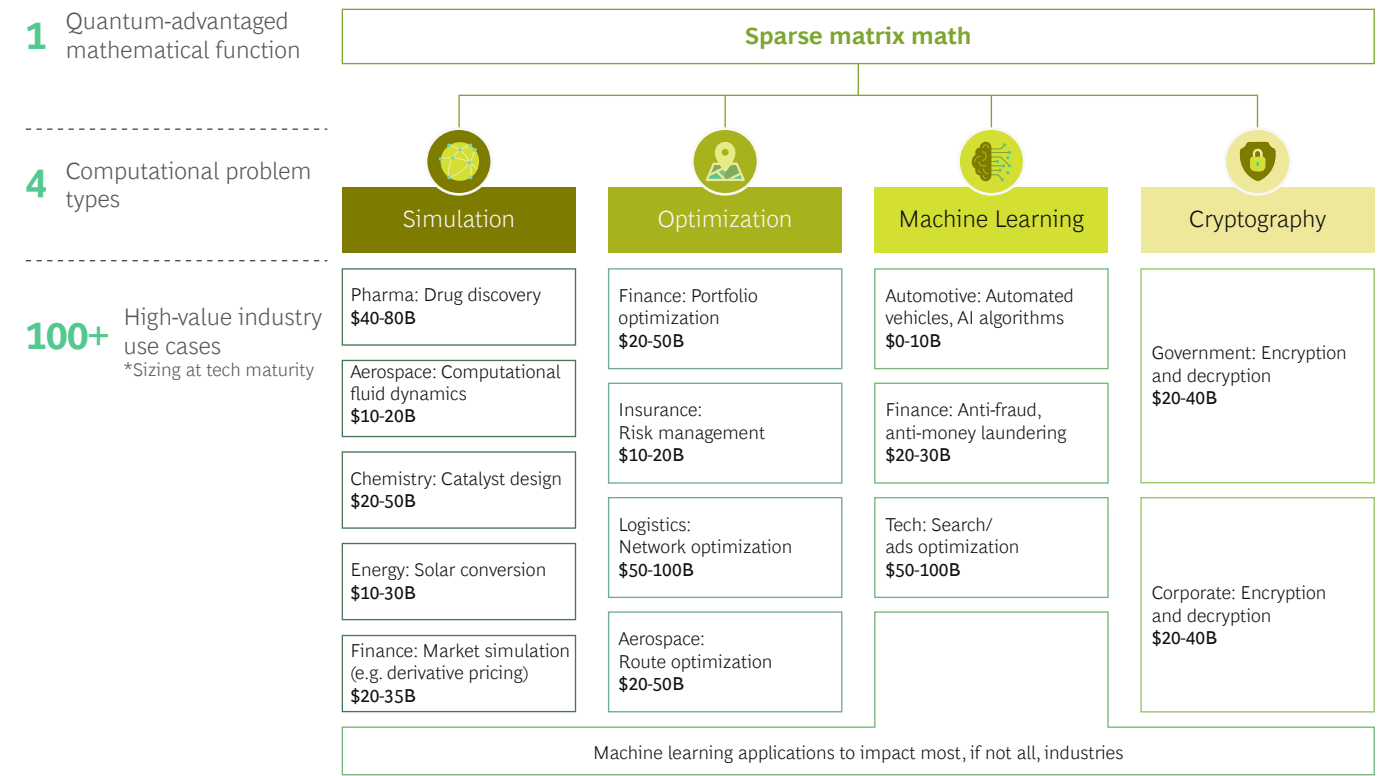 1
Quantum-advantaged
mathematical function
Sparse matrix math
4
Computational problem
types
Simulation
Optimization
Machine Learning
Cryptography
100+
High-value industry
use cases
*Sizing at tech maturity
Pharma: Drug discovery
$40-80B
Aerospace: Computational
fluid dynamics
$10-20B
Chemistry: Catalyst design
$20-50B
Energy: Solar conversion
$10-30B
Finance: Market simulation
(e.g. derivative pricing)
$20-35B
Finance: Portfolio
optimization
$20-50B
Insurance:
Risk management
$10-20B
Logistics:
Network optimization
$50-100B
Aerospace:
Route optimization
$20-50B
Automotive: Automated
vehicles, AI algorithms
$0-10B
Finance: Anti-fraud,
anti-money laundering
$20-30B
Tech: Search/
ads optimization
$50-100B
Government: Encryption
and decryption
$20-40B
Corporate: Encryption
and decryption
$20-40B
Machine learning applications to impact most, if not all, industries